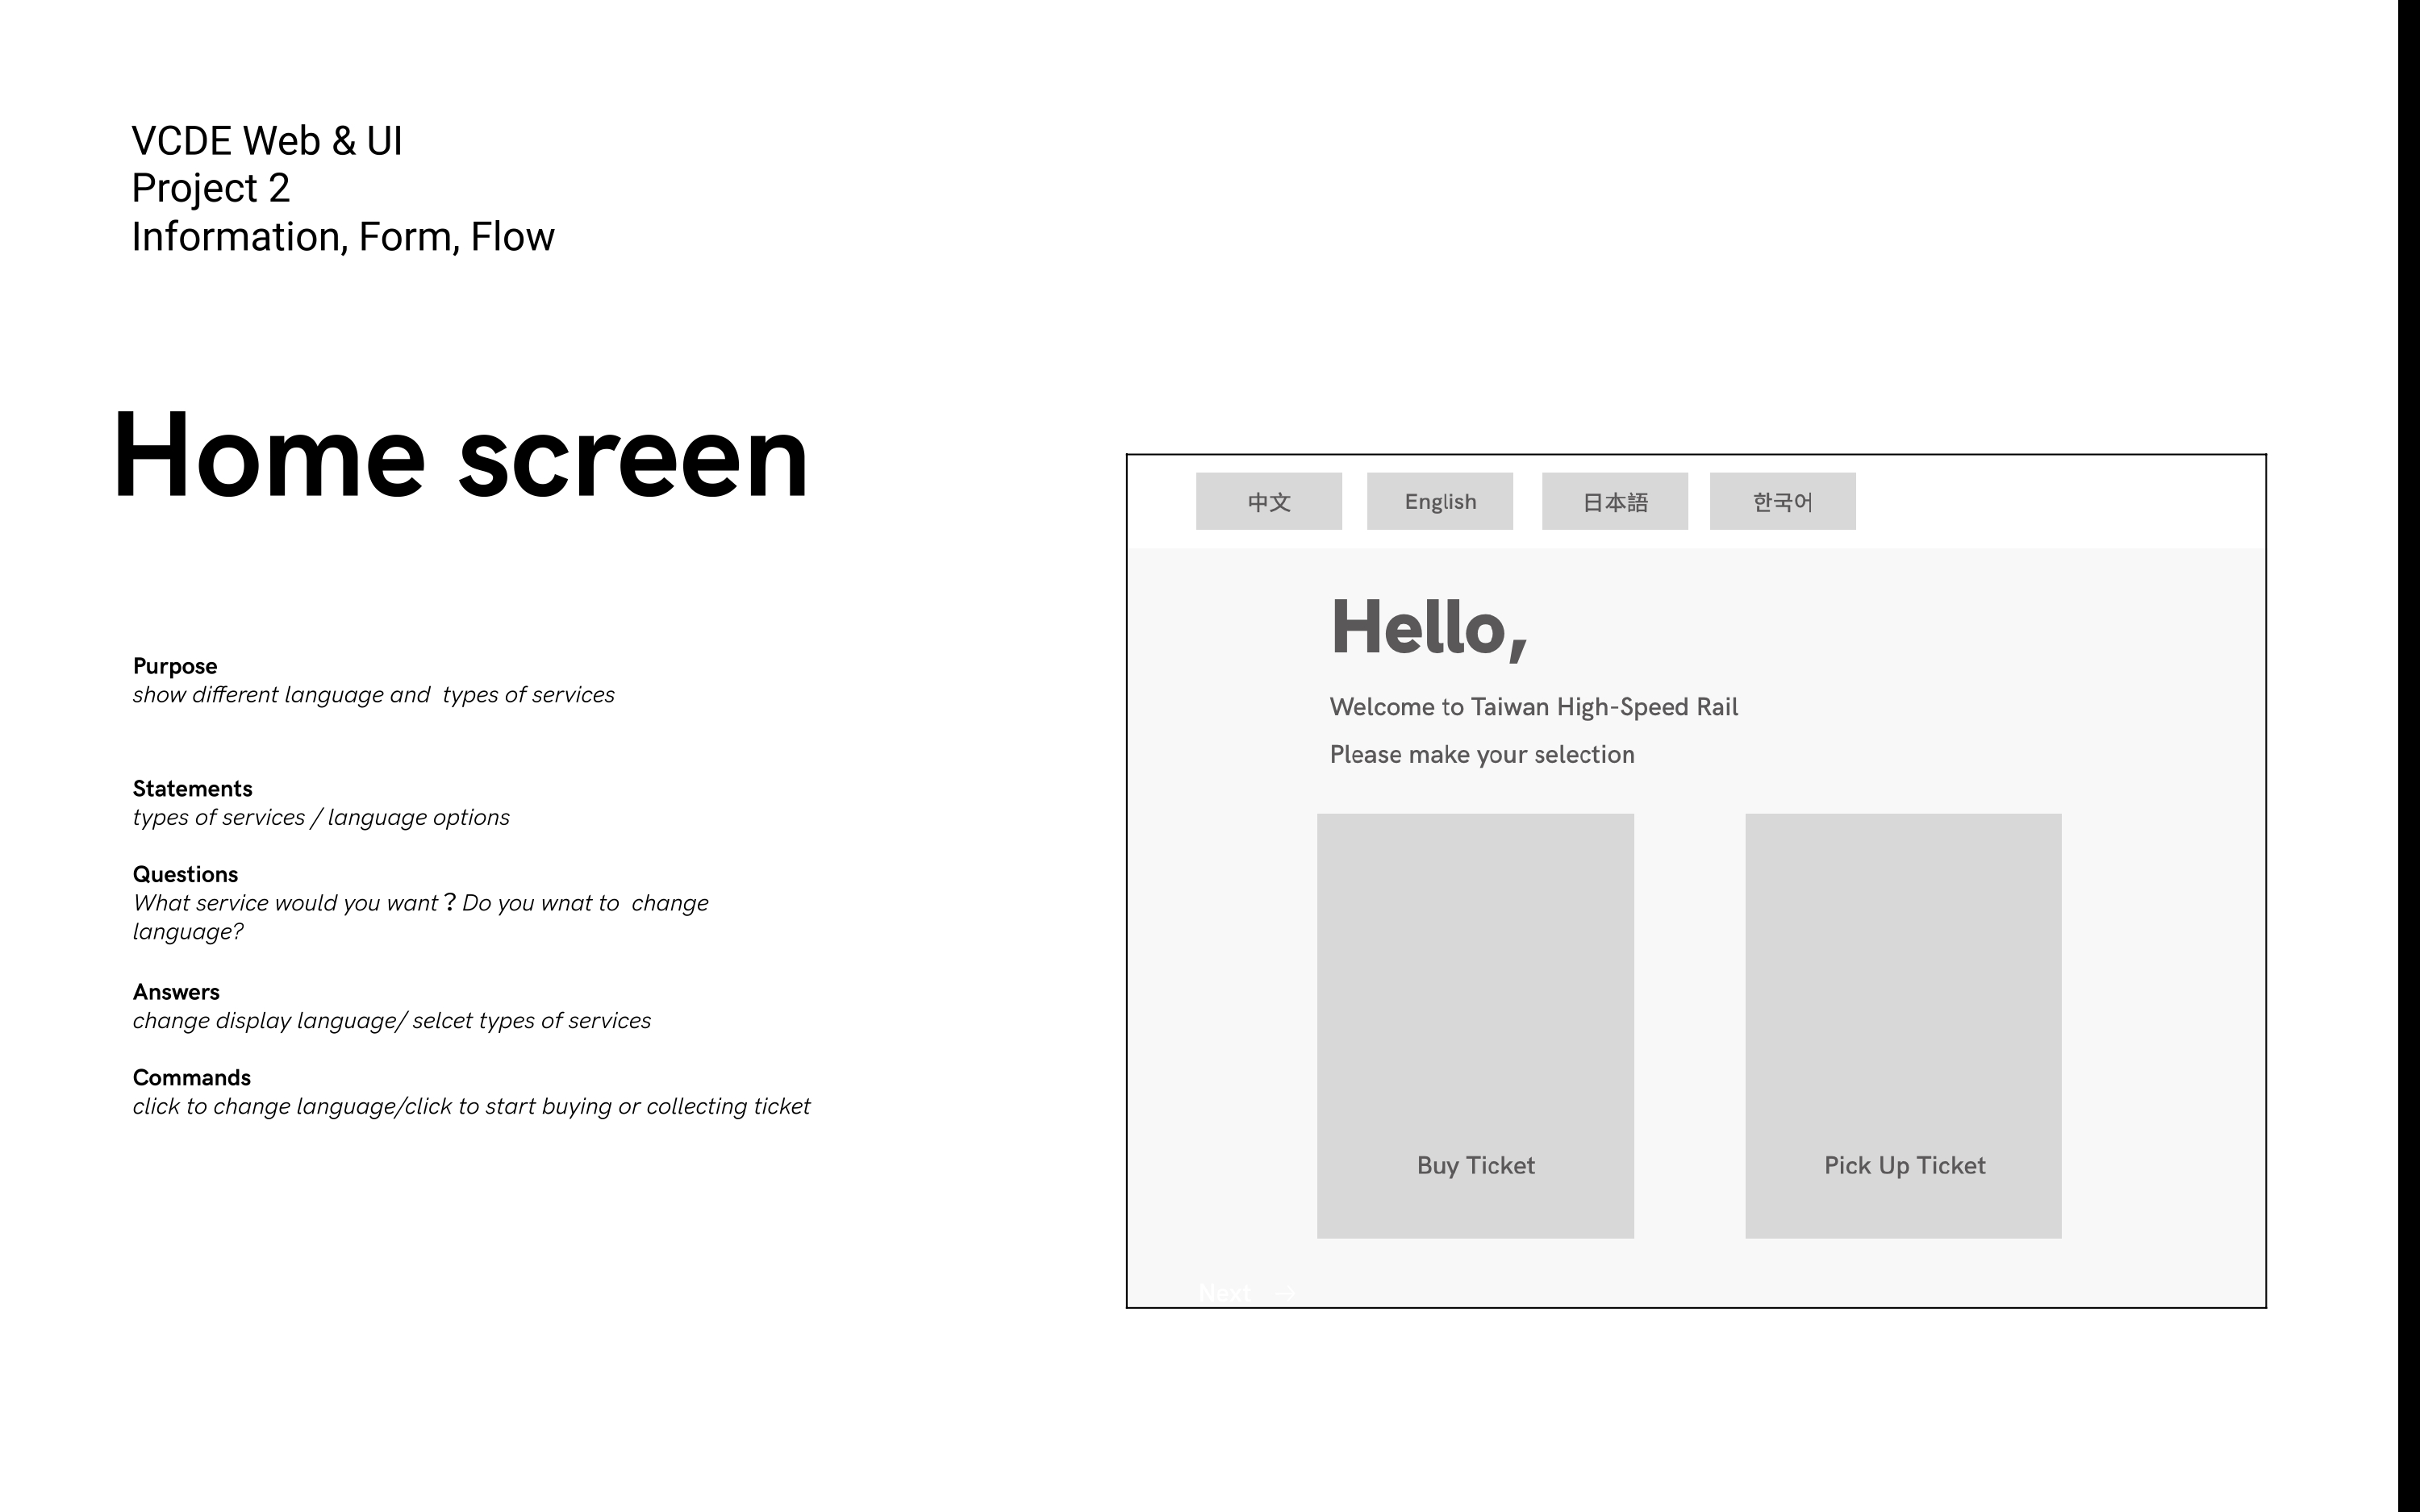 VCDE Web & UI
Project 2
Information, Form, Flow
Home screen
Purpose
show different language and  types of services
Statements
types of services / language options
Questions
What service would you want？Do you wnat to  change
language?
Answers
change display language/ selcet types of services
Commands
click to change language/click to start buying or collecting ticket
中文
English
日本語
한국어
Hello,
Welcome to Taiwan High-Speed Rail
Please make your selection
Buy Ticket
Pick Up Ticket
Next →